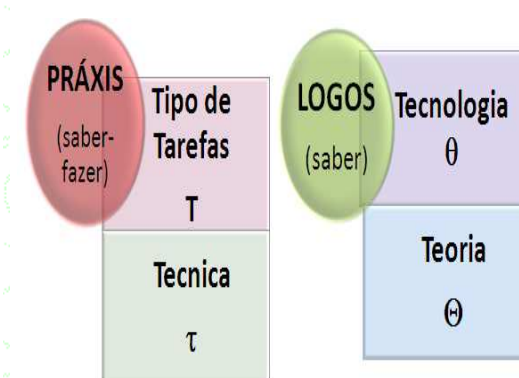 PRÁXIS
(saber-
fazer)
Tipo de
Tarefas
T
Tecnica
τ
LOGOS
(saber)
Tecnologia
θ
Teoria
Θ